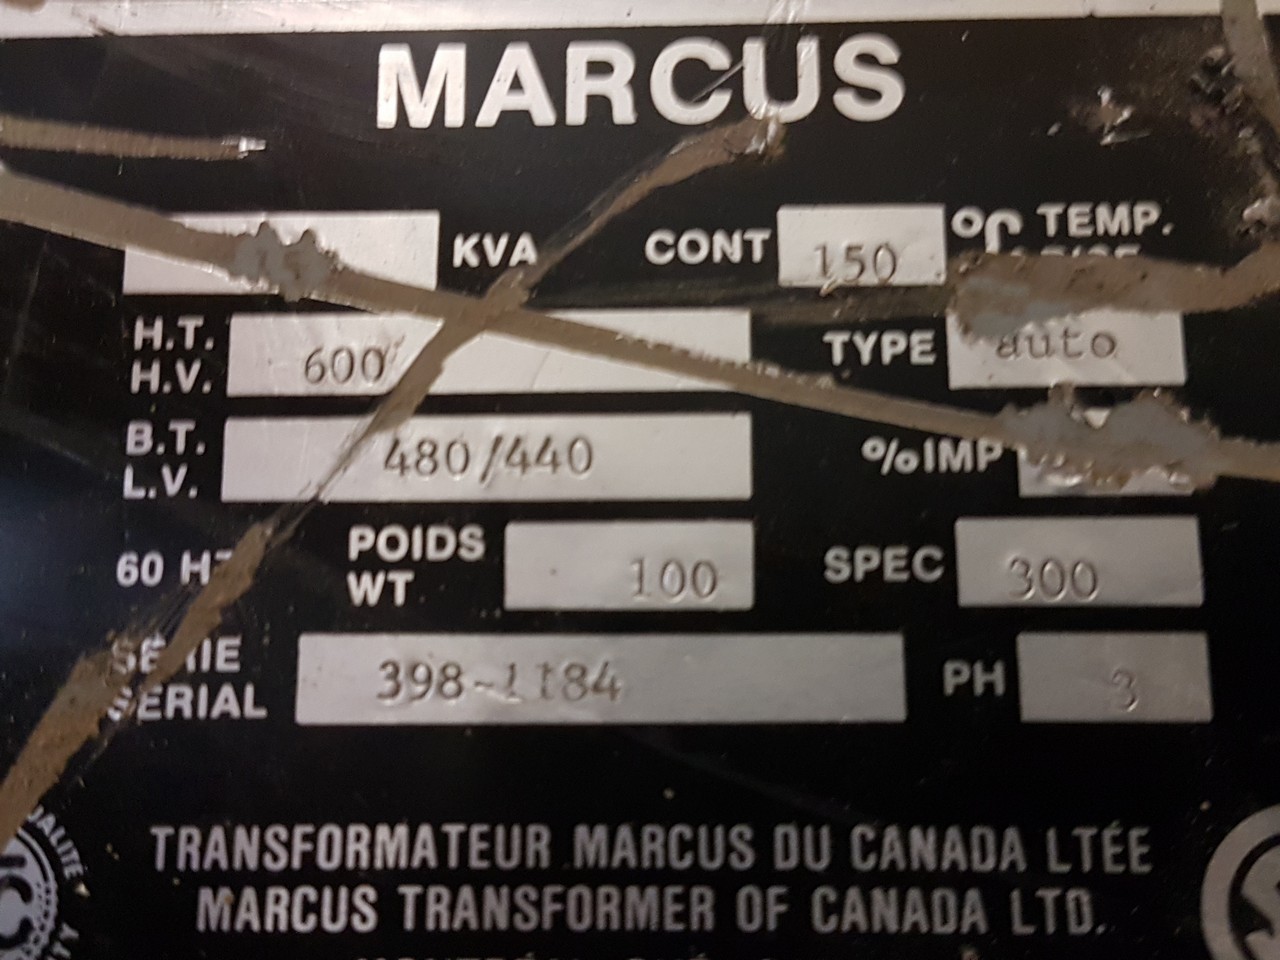 MARCUS
KVA CONT 150 °C TEMP.
H.T.
H.V. 600 TYPE auto
B.T.
L.V. 480/440 %IMP
60 HZ POIDS
WT 100 SPEC 300
SÉRIE
SERIAL 398-1184 PH 3
TRANSFORMATEUR MARCUS DU CANADA LTÉE
MARCUS TRANSFORMER OF CANADA LTD.